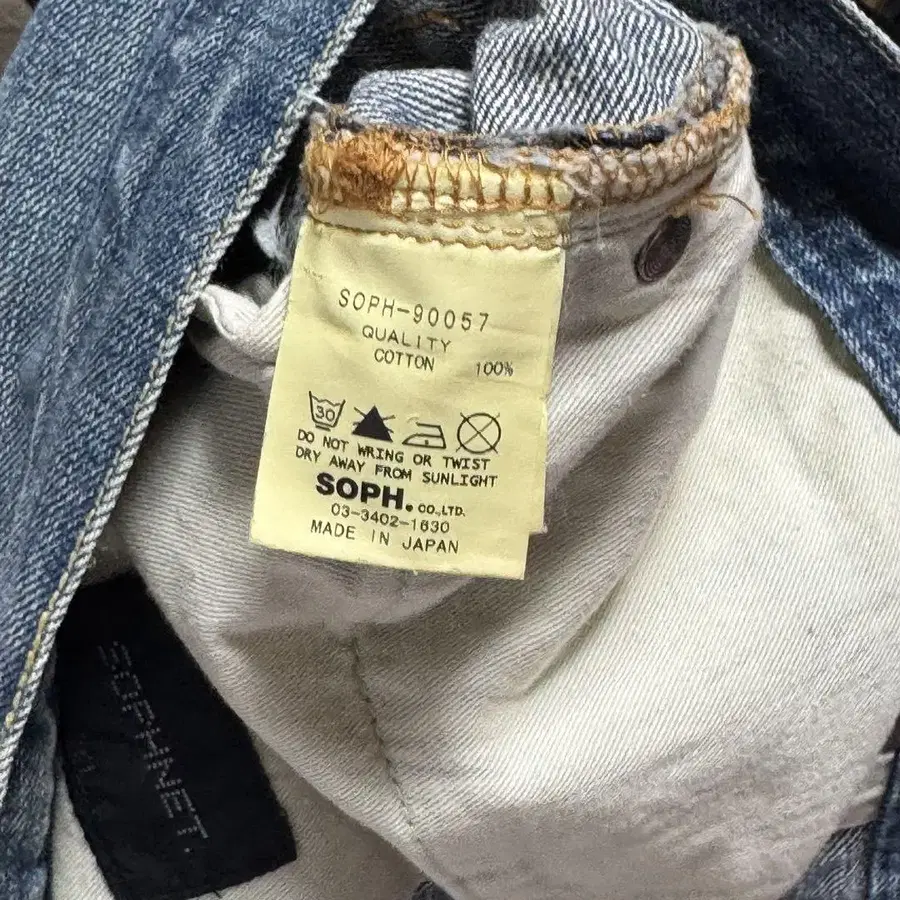 SOPH-90057
QUALITY
COTTON 100%
30
DO NOT WRING OR TWIST
DRY AWAY FROM SUNLIGHT
SOPH. CO.,LTD.
03-3402-1630
MADE IN JAPAN
SOPHNET.